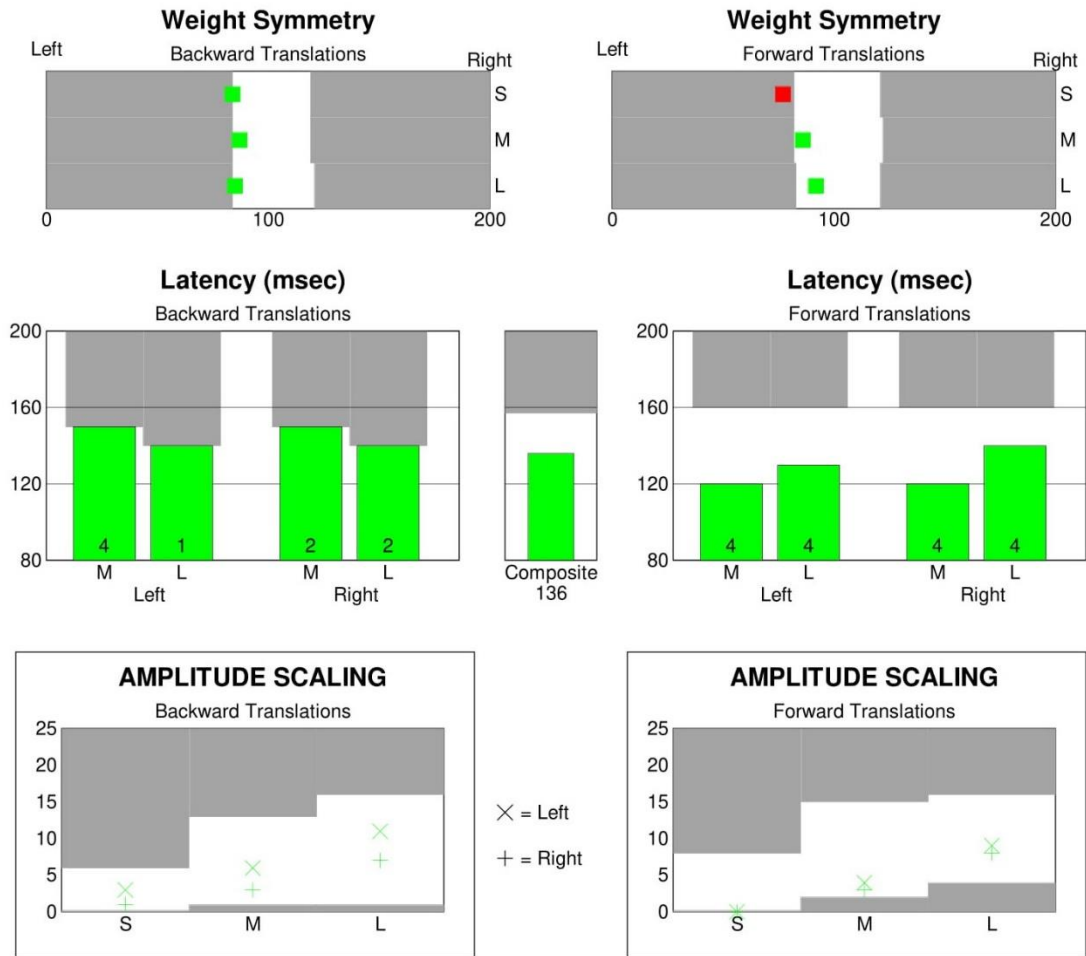 Weight Symmetry
Left
Backward Translations
Right
S
M
L
0 100 200
Weight Symmetry
Left
Forward Translations
Right
S
M
L
0 100 200
Latency (msec)
Backward Translations
200
160
120
80
4 1 2 2
M L M L
Left Right
Composite
136
Latency (msec)
Forward Translations
200
160
120
80
4 4 4 4
M L M L
Left Right
AMPLITUDE SCALING
Backward Translations
25
20
15
10
5
0
S M L
= Left
= Right
AMPLITUDE SCALING
Forward Translations
25
20
15
10
5
0
S M L